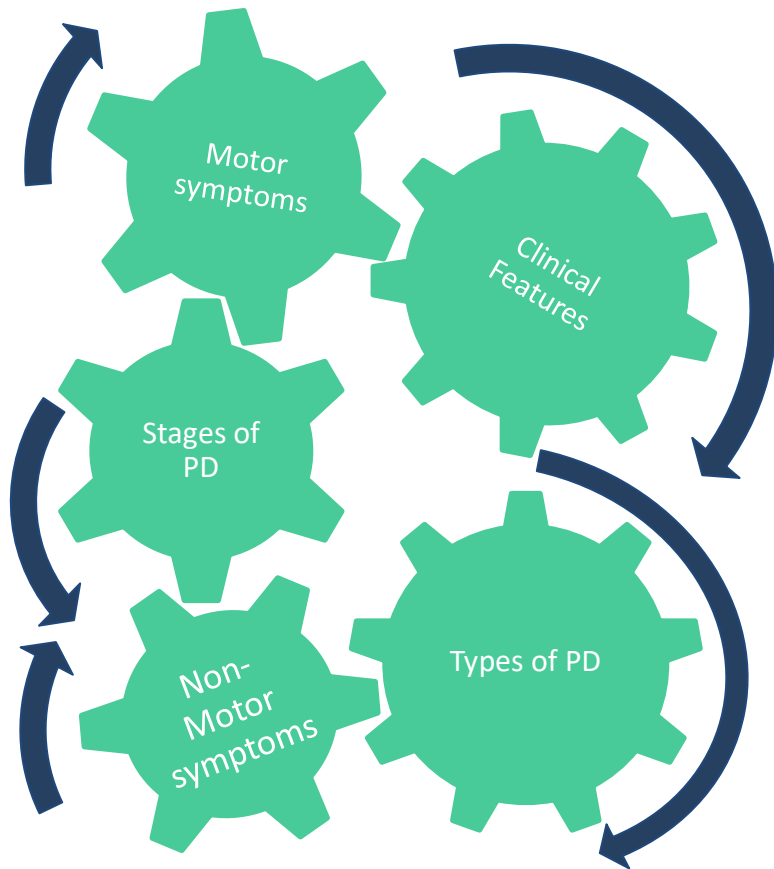 Motor
symptoms
Clinical
Features
Stages of
PD
Types of PD
Non-
Motor
symptoms